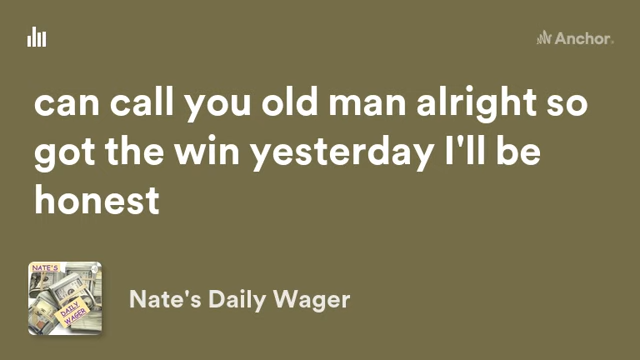 Anchor
can call you old man alright so
got the win yesterday I'll be
honest
NATE'S
DAILY
WAGER
Nate's Daily Wager